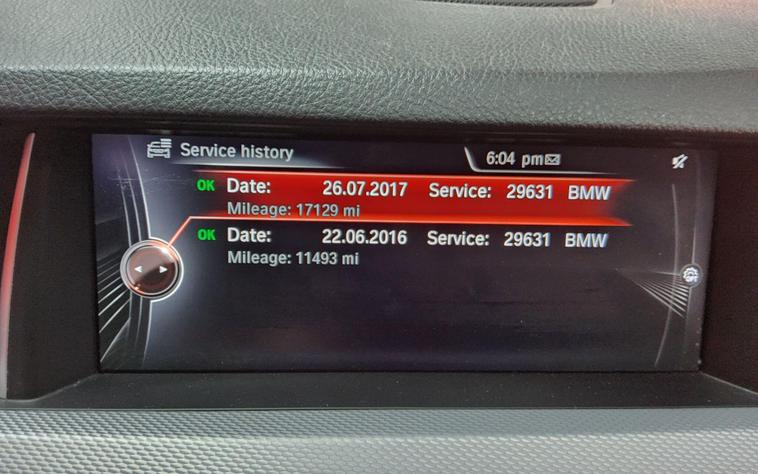 Service history
6:04 pm
OK Date: 26.07.2017 Service: 29631 BMW
Mileage: 17129 mi
OK Date: 22.06.2016 Service: 29631 BMW
Mileage: 11493 mi
OPT